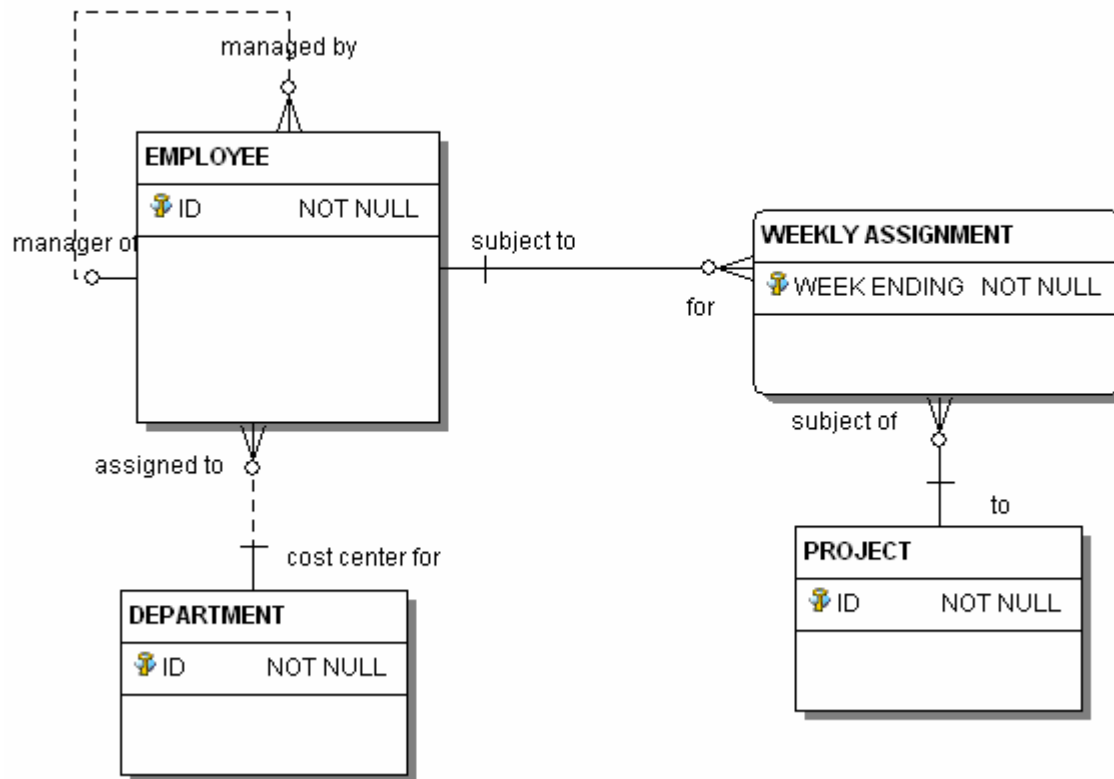 managed by
EMPLOYEE
ID NOT NULL
manager of
subject to
WEEKLY ASSIGNMENT
WEEK ENDING NOT NULL
for
subject of
assigned to
to
cost center for
PROJECT
ID NOT NULL
DEPARTMENT
ID NOT NULL